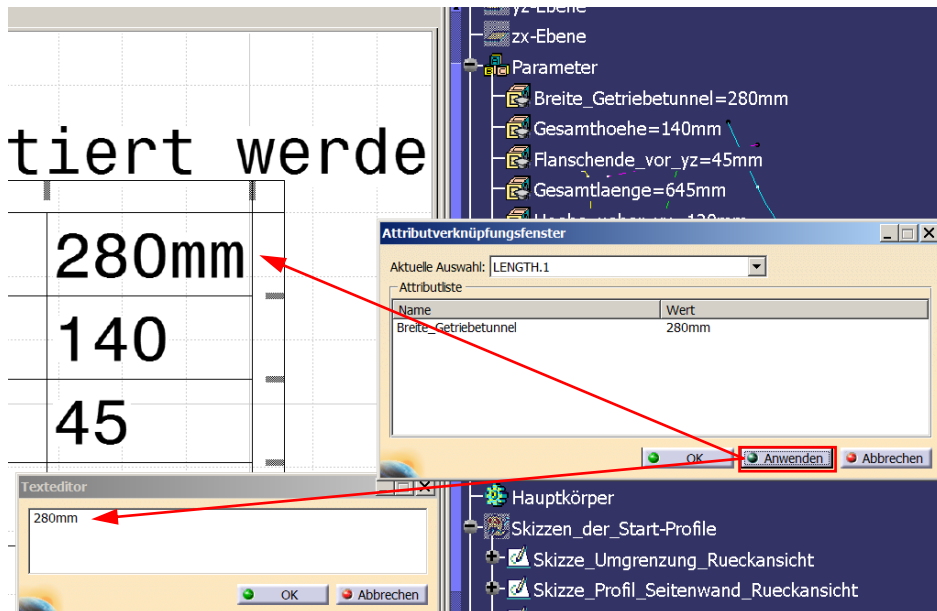 yz-Ebene
zx-Ebene
Parameter
Breite_Getriebetunnel=280mm
Gesamthoehe=140mm
Flanschende_vor_yz=45mm
Gesamtlaenge=645mm
tiert werde
280mm
140
45
Attributverknüpfungsfenster
Aktuelle Auswahl: LENGTH.1
Attributliste
Name Wert
Breite_Getriebetunnel 280mm
OK Anwenden Abbrechen
Texteditor
280mm
OK Abbrechen
Hauptkörper
Skizzen_der_Start-Profile
Skizze_Umgrenzung_Rueckansicht
Skizze_Profil_Seitenwand_Rueckansicht